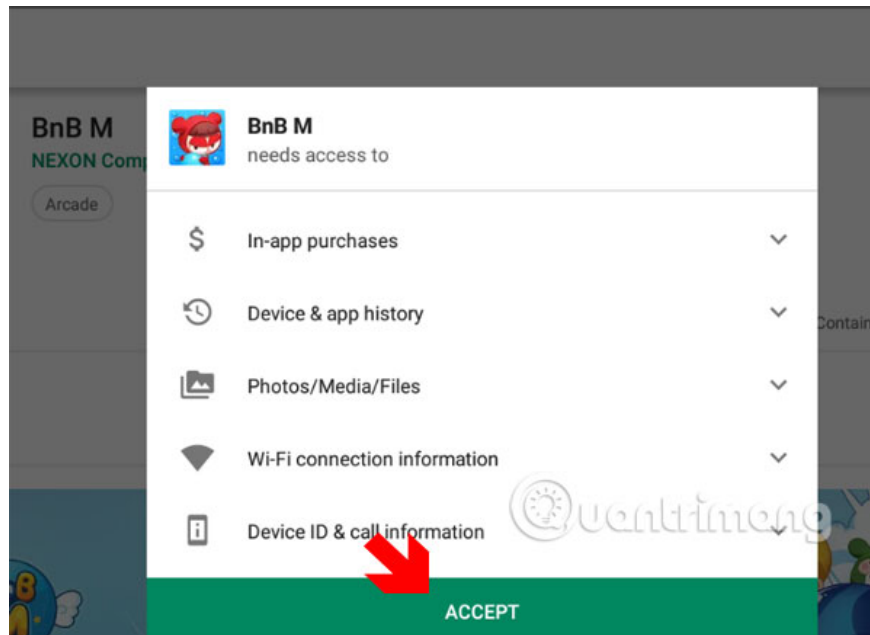 BnB M
NEXON Comp
Arcade
BnB M
needs access to
In-app purchases
Device & app history
Contain
Photos/Media/Files
Wi-Fi connection information
Quantrimang
Device ID & call information
ACCEPT